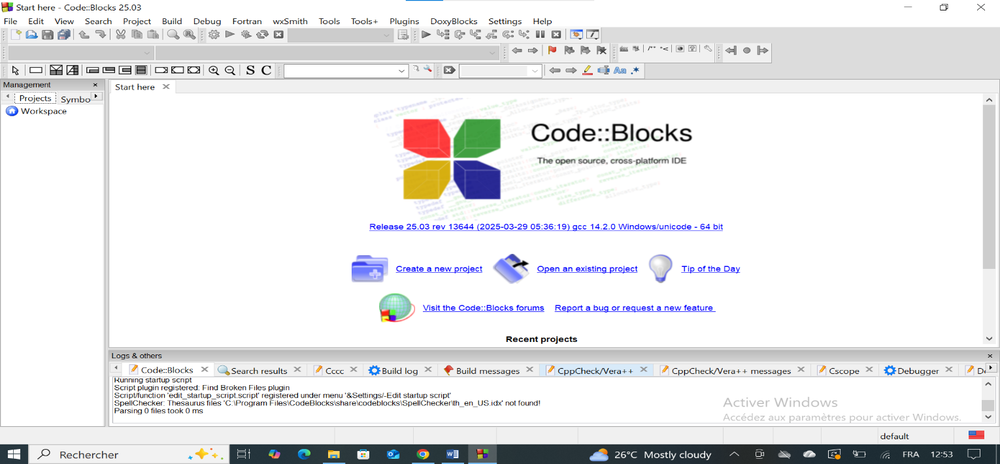 Start here - Code::Blocks 25.03
File Edit View Search Project Build Debug Fortran wxSmith Tools Tools+ Plugins DoxyBlocks Settings Help
S C
Aa .*
Management
Projects Symbo
Workspace
Start here
Code::Blocks
The open source, cross-platform IDE
Release 25.03 rev 13644 (2025-03-29 05:36:19) gcc 14.2.0 Windows/unicode - 64 bit
Create a new project Open an existing project Tip of the Day
Visit the Code::Blocks forums Report a bug or request a new feature
Recent projects
Logs & others
Code::Blocks Search results Cccc Build log Build messages CppCheck/Vera++ CppCheck/Vera++ messages Cscope Debugger De
Running startup script
Script plugin registered: Find Broken Files plugin
Script/function 'edit_startup_script.script' registered under menu '&Settings/-Edit startup script'
SpellChecker: Thesaurus files 'C:\Program Files\CodeBlocks\share\codeblocks\SpellChecker\th_en_US.idx' not found!
Parsing 0 files took 0 ms
Activer Windows
Accédez aux paramètres pour activer Windows.
default
Rechercher 26°C Mostly cloudy FRA 12:53